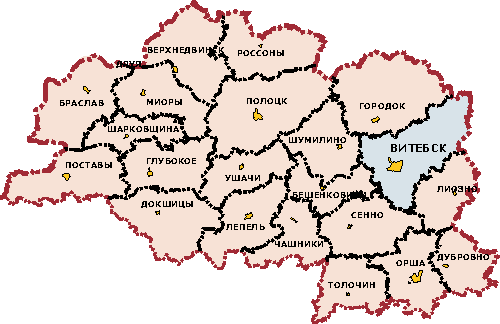 ВЕРХНЕДВИНСК
РОССОНЫ
БРАСЛАВ
МИОРЫ
ПОЛОЦК
ГОРОДОК
ШАРКОВЩИНА
ШУМИЛИНО
ВИТЕБСК
ПОСТАВЫ
ГЛУБОКОЕ
УШАЧИ
БЕШЕНКОВИЧИ
ЛИОЗНО
ДОКШИЦЫ
ЛЕПЕЛЬ
СЕННО
ЧАШНИКИ
ОРША
ДУБРОВНО
ТОЛОЧИН